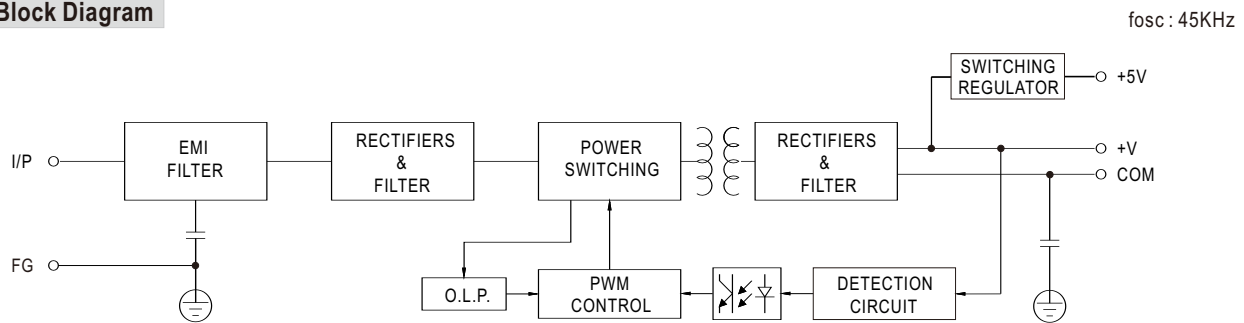 Block Diagram
fosc : 45KHz
SWITCHING
REGULATOR
+5V
I/P
EMI
FILTER
RECTIFIERS
&
FILTER
POWER
SWITCHING
RECTIFIERS
&
FILTER
+V
COM
FG
O.L.P.
PWM
CONTROL
DETECTION
CIRCUIT